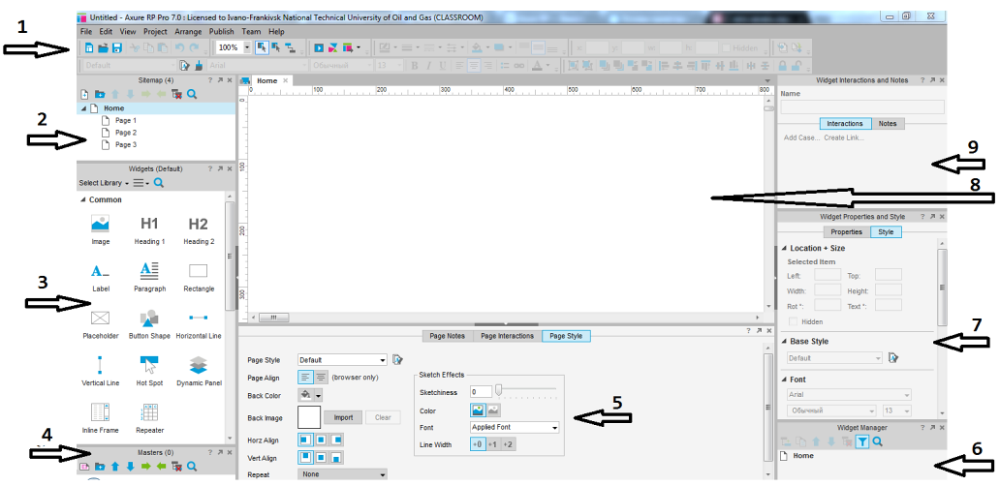 Untitled - Axure RP Pro 7.0 : Licensed to Ivano-Frankivsk National Technical University of Oil and Gas (CLASSROOM)
1
File Edit View Project Arrange Publish Team Help
100%
x: y: w: h: Hidden
Default Arial Обычный 13 B I U
Sitemap (4)
Home
Page 1
Page 2
Page 3
2
Widgets (Default)
Select Library
Common
Image
H1
Heading 1
H2
Heading 2
A_
Label
A
Paragraph
Rectangle
3
Placeholder
Button Shape
Horizontal Line
Vertical Line
Hot Spot
Dynamic Panel
Inline Frame
Repeater
4
Masters (0)
Home
0 100 200 300 400 500 600 700 800
0
100
200
300
Page Notes Page Interactions Page Style
Page Style Default
Page Align (browser only)
Back Color
Back Image Import Clear
Horz Align
Vert Align
Repeat None
Sketch Effects
Sketchiness 0
Color
Font Applied Font
Line Width +0 +1 +2
5
Widget Interactions and Notes
Name
Interactions Notes
Add Case... Create Link...
9
8
Widget Properties and Style
Properties Style
Location + Size
Selected Item
Left: Top:
Width: Height:
Rot °: Text °:
Hidden
7
Base Style
Default
Font
Arial
Обычный 13
Widget Manager
Home
6